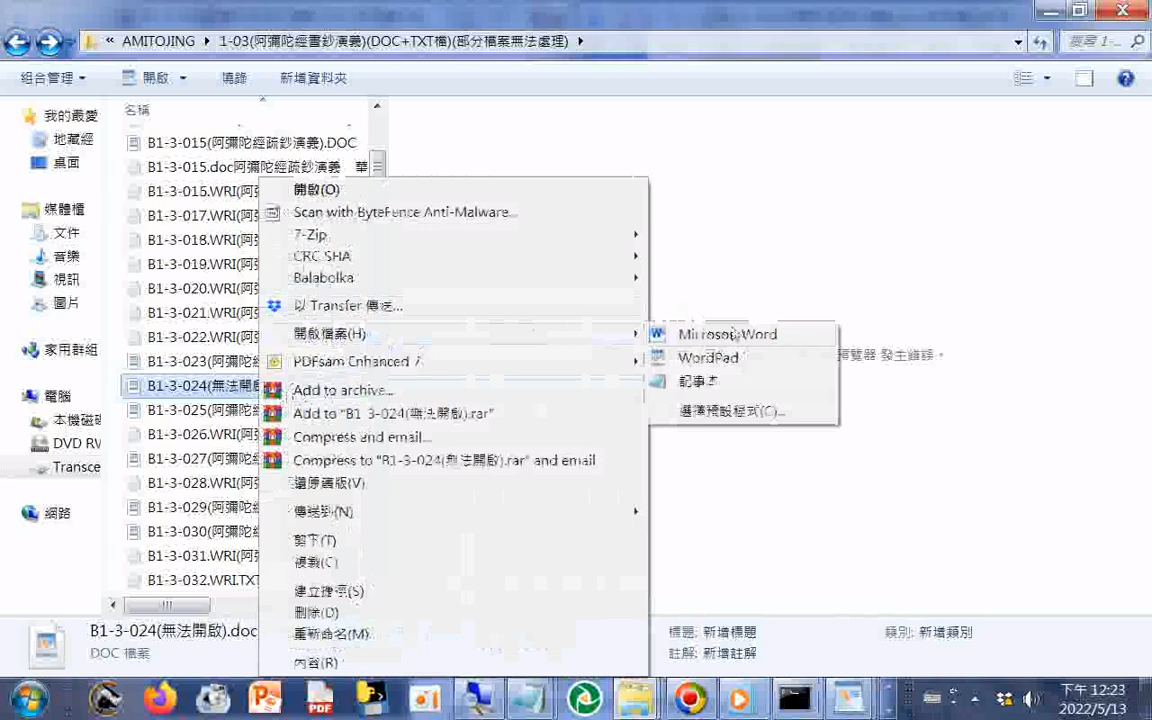 « AMITOJING ▸ 1-03(阿彌陀經書鈔演義)(DOC+TXT檔)(部分檔案無法處理) ▸
搜尋 1-...
組合管理 開啟 燒錄 新增資料夾
名稱
我的最愛
地藏經
桌面
媒體櫃
文件
音樂
視訊
圖片
家用群組
電腦
本機磁碟
DVD RW
Transce
網路
B1-3-015(阿彌陀經疏鈔演義).DOC
B1-3-015.doc阿彌陀經疏鈔演義 華
B1-3-015.WRI(阿
B1-3-017.WRI(阿
B1-3-018.WRI(阿
B1-3-019.WRI(阿
B1-3-020.WRI(阿
B1-3-021.WRI(阿
B1-3-022.WRI(阿
B1-3-023(阿彌陀
B1-3-024(無法開啟
B1-3-025(阿彌陀
B1-3-026.WRI(阿
B1-3-027(阿彌陀
B1-3-028.WRI(阿
B1-3-029(阿彌陀
B1-3-030(阿彌陀
B1-3-031.WRI(阿
B1-3-032.WRI.TXT
開啟(O)
Scan with ByteFence Anti-Malware...
7-Zip
CRC SHA
Balabolka
以 Transfer 傳送...
開啟檔案(H)
PDFsam Enhanced 7
Add to archive...
Add to "B1-3-024(無法開啟).rar"
Compress and email...
Compress to "B1-3-024(無法開啟).rar" and email
還原舊版(V)
傳送到(N)
剪下(T)
複製(C)
建立捷徑(S)
刪除(D)
重新命名(M)
內容(R)
Microsoft Word
WordPad
記事本
選擇預設程式(C)...
預覽器 發生錯誤。
B1-3-024(無法開啟).doc
DOC 檔案
標題: 新增標題
註解: 新增註解
類別: 新增類別
PDF
下午 12:23
2022/5/13